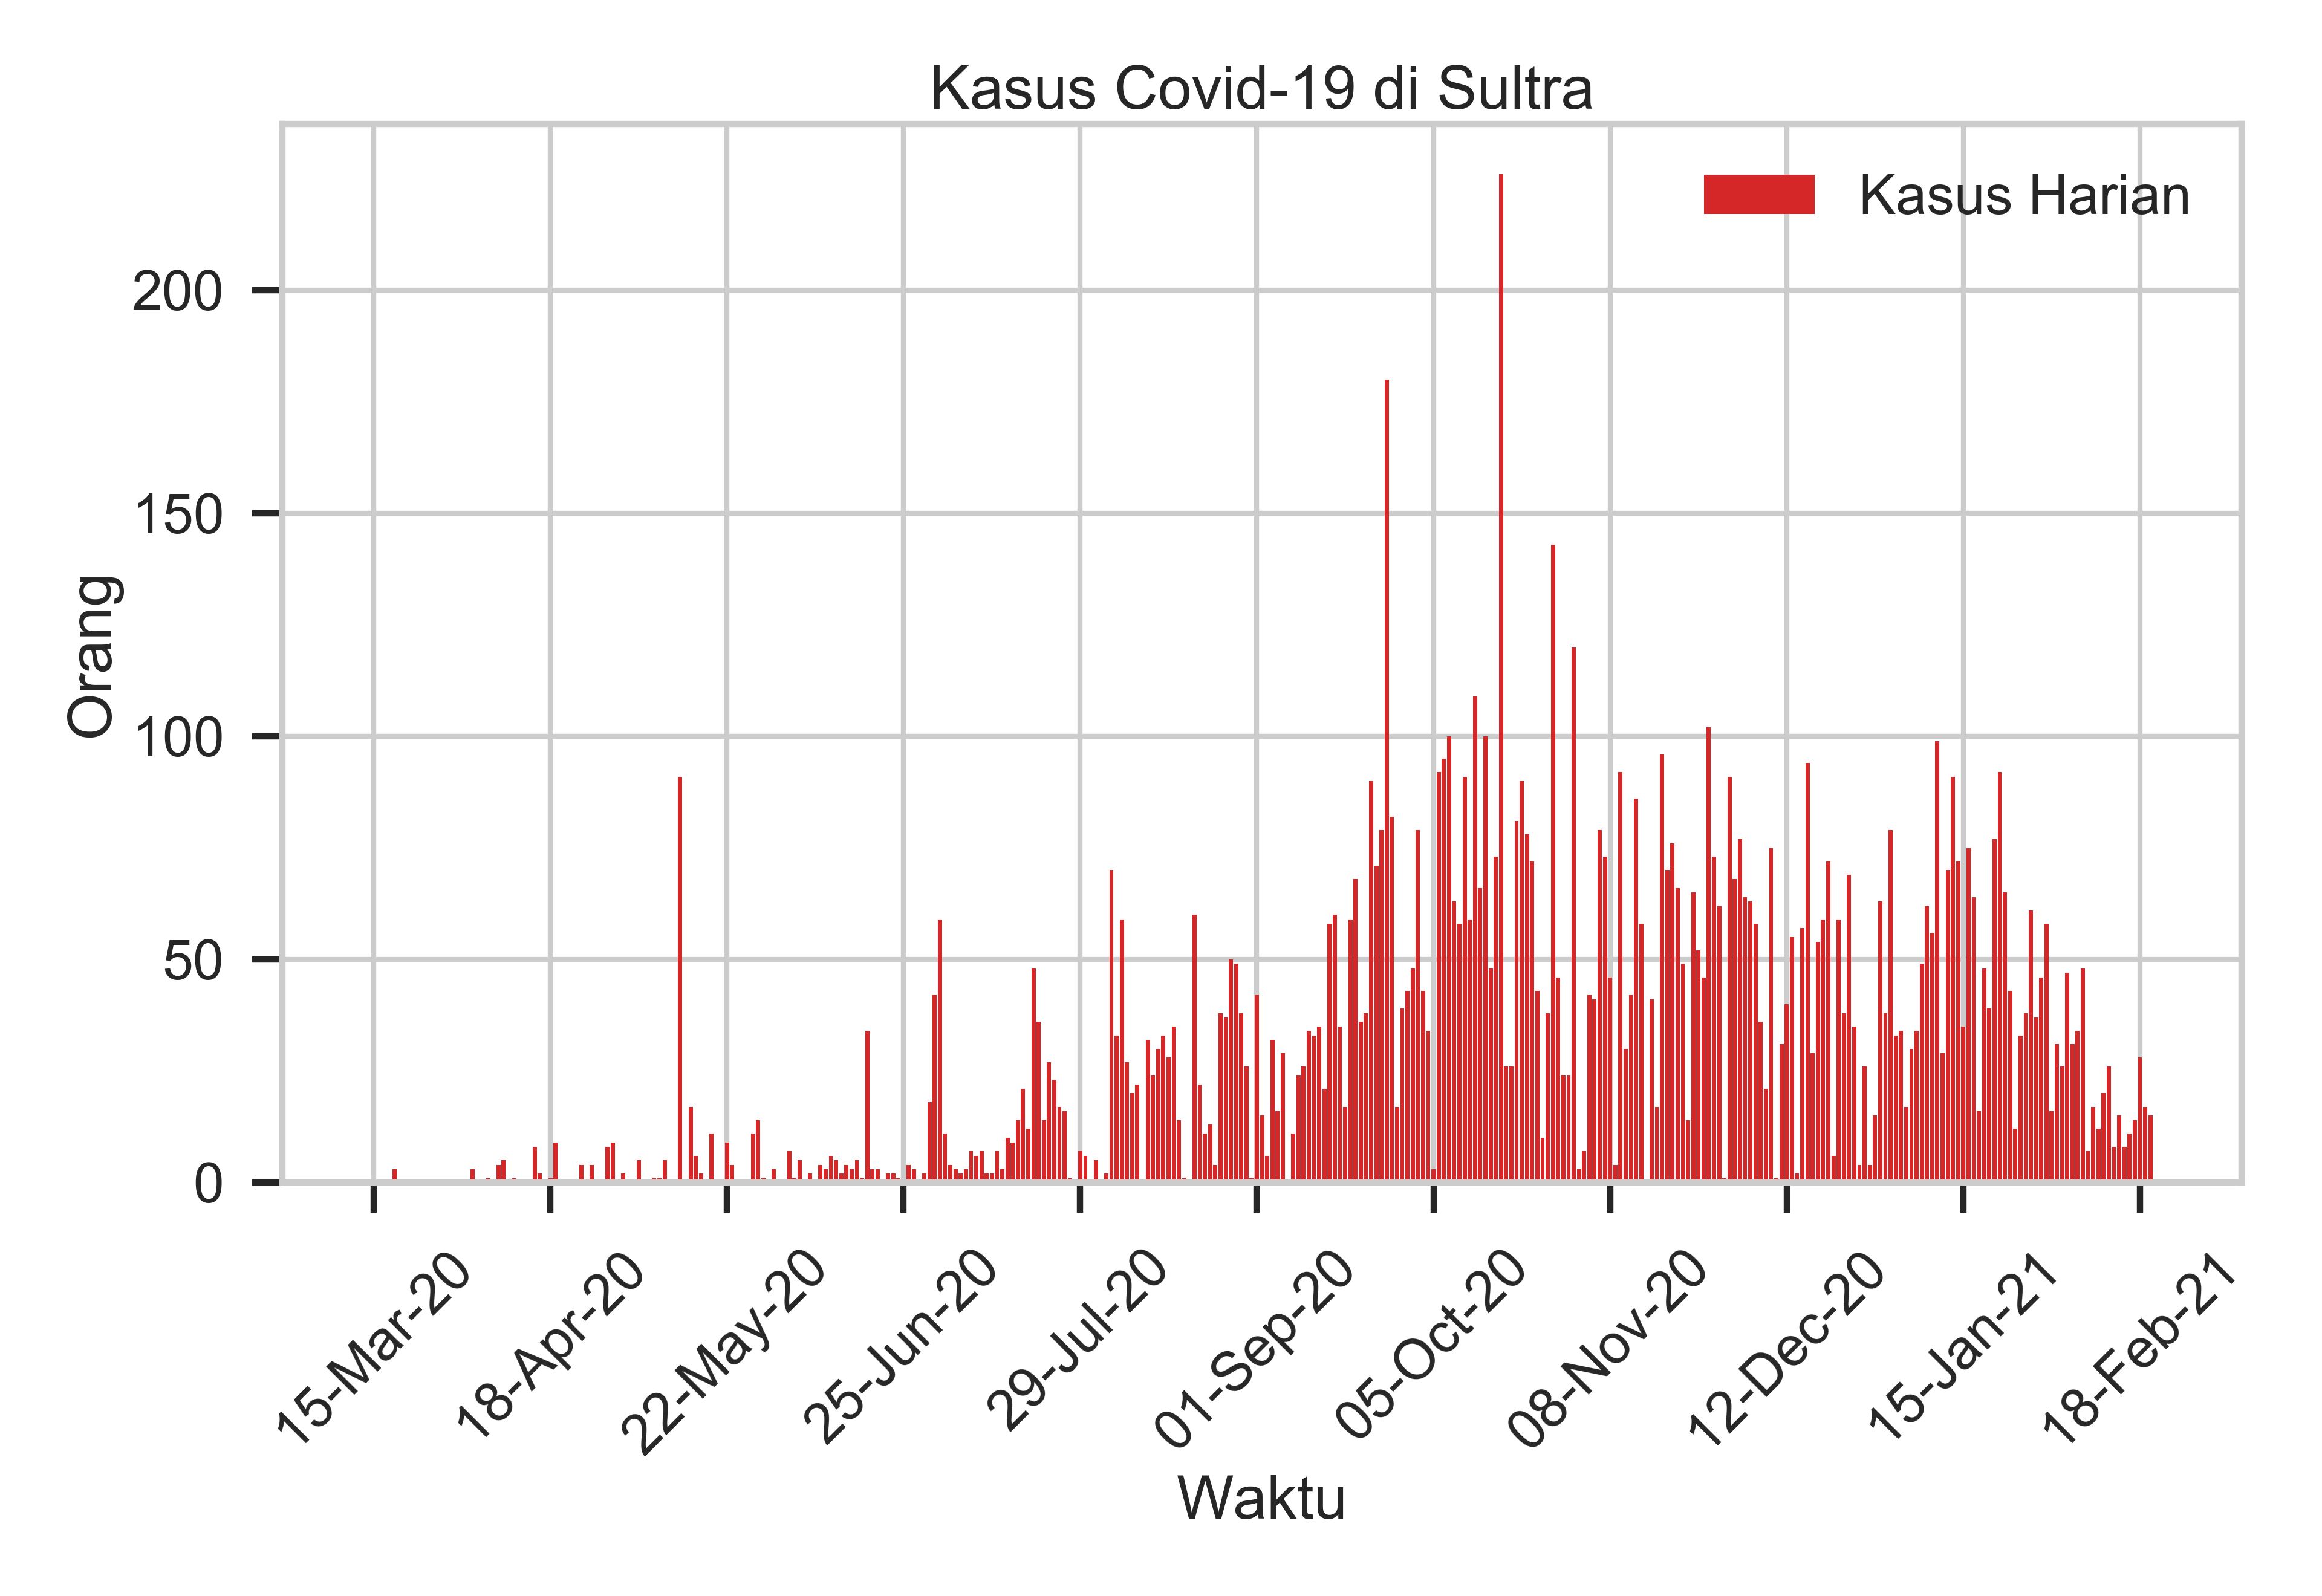 Kasus Covid-19 di Sultra
Kasus Harian
200
150
100
50
0
Orang
15-Mar-20
18-Apr-20
22-May-20
25-Jun-20
29-Jul-20
01-Sep-20
05-Oct-20
08-Nov-20
12-Dec-20
15-Jan-21
18-Feb-21
Waktu